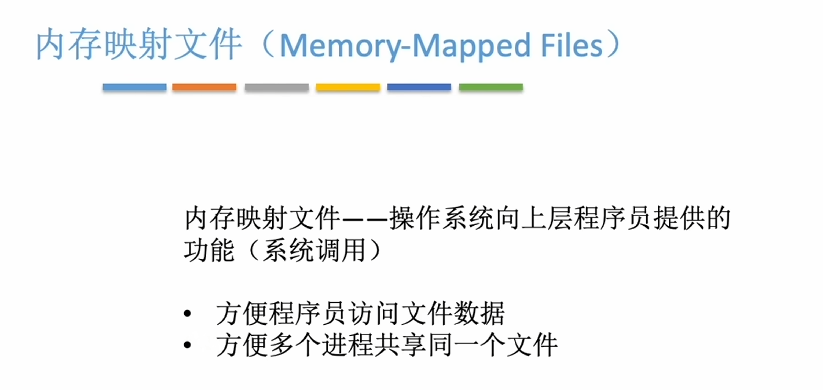 内存映射文件（Memory-Mapped Files）
内存映射文件——操作系统向上层程序员提供的
功能（系统调用）
• 方便程序员访问文件数据
• 方便多个进程共享同一个文件